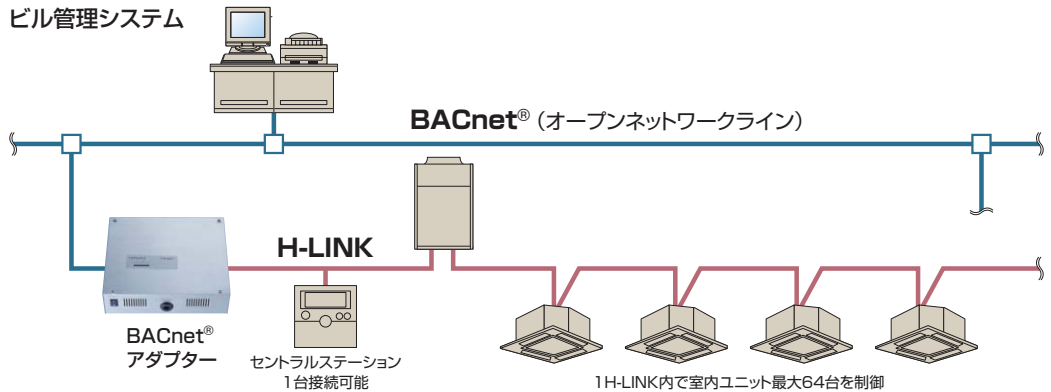 ビル管理システム
BACnet®（オープンネットワークライン）
H-LINK
BACnet®
アダプター
セントラルステーション
1台接続可能
1H-LINK内で室内ユニット最大64台を制御